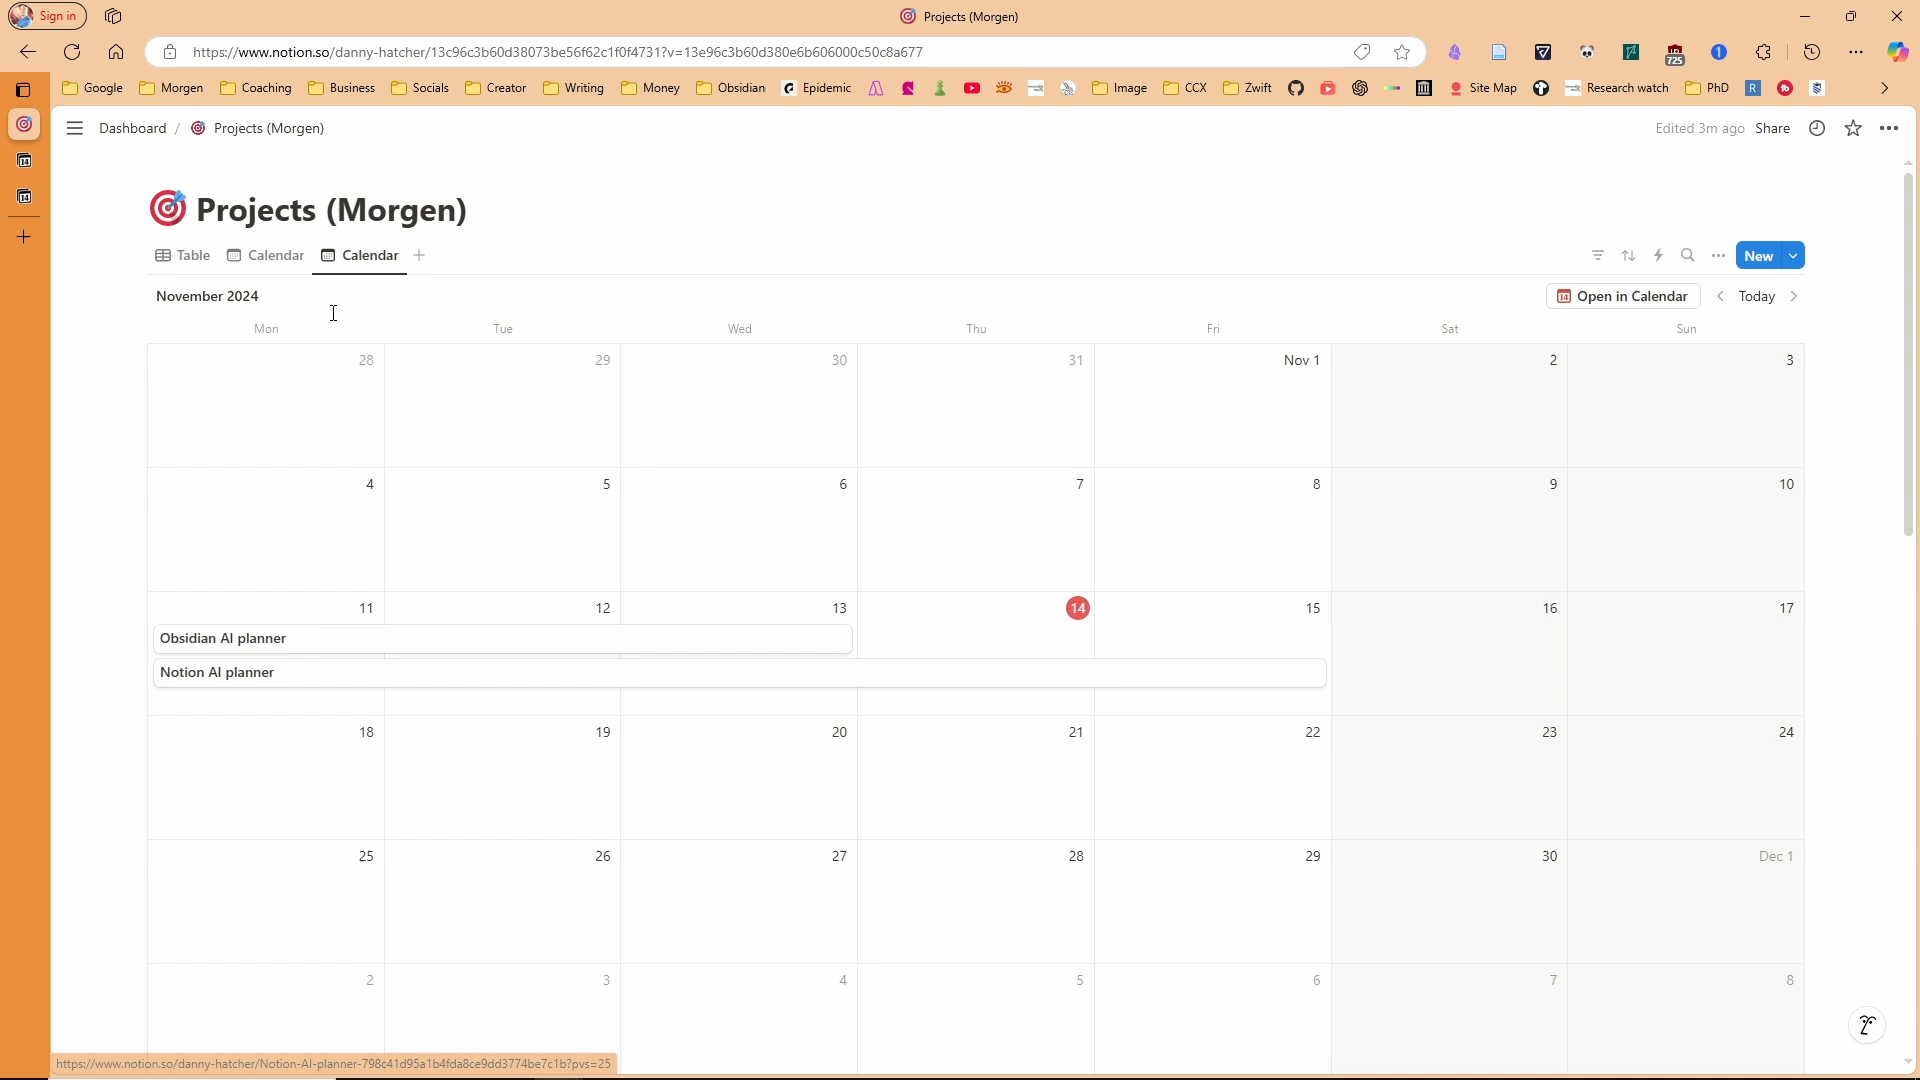 Sign in
Projects (Morgen)
https://www.notion.so/danny-hatcher/13c96c3b60d38073be56f62c1f0f4731?v=13e96c3b60d380e6b606000c50c8a677
725
Google Morgen Coaching Business Socials Creator Writing Money Obsidian Epidemic Image CCX Zwift Site Map Research watch PhD
Dashboard / Projects (Morgen)
Edited 3m ago Share
Projects (Morgen)
Table Calendar Calendar
New
November 2024
14 Open in Calendar Today
Mon Tue Wed Thu Fri Sat Sun
28 29 30 31 Nov 1 2 3
4 5 6 7 8 9 10
11 12 13 14 15 16 17
Obsidian AI planner
Notion AI planner
18 19 20 21 22 23 24
25 26 27 28 29 30 Dec 1
2 3 4 5 6 7 8
https://www.notion.so/danny-hatcher/Notion-AI-planner-798c41d95a1b4fda8ce9dd3774be7c1b?pvs=25